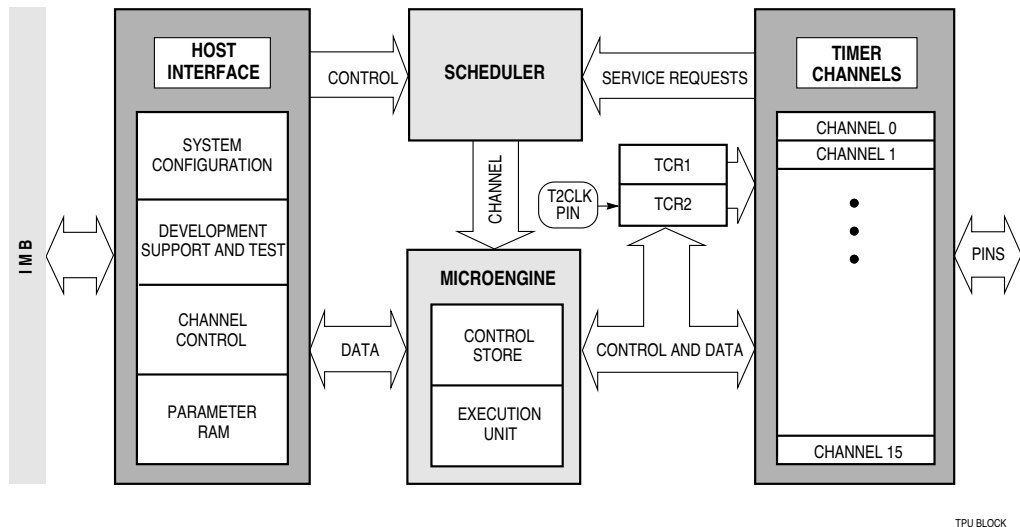 IMB
HOST
INTERFACE
SYSTEM
CONFIGURATION
DEVELOPMENT
SUPPORT AND TEST
CHANNEL
CONTROL
PARAMETER
RAM
CONTROL
SCHEDULER
SERVICE REQUESTS
CHANNEL
DATA
MICROENGINE
CONTROL
STORE
EXECUTION
UNIT
T2CLK
PIN
TCR1
TCR2
CONTROL AND DATA
TIMER
CHANNELS
CHANNEL 0
CHANNEL 1
CHANNEL 15
PINS
TPU BLOCK